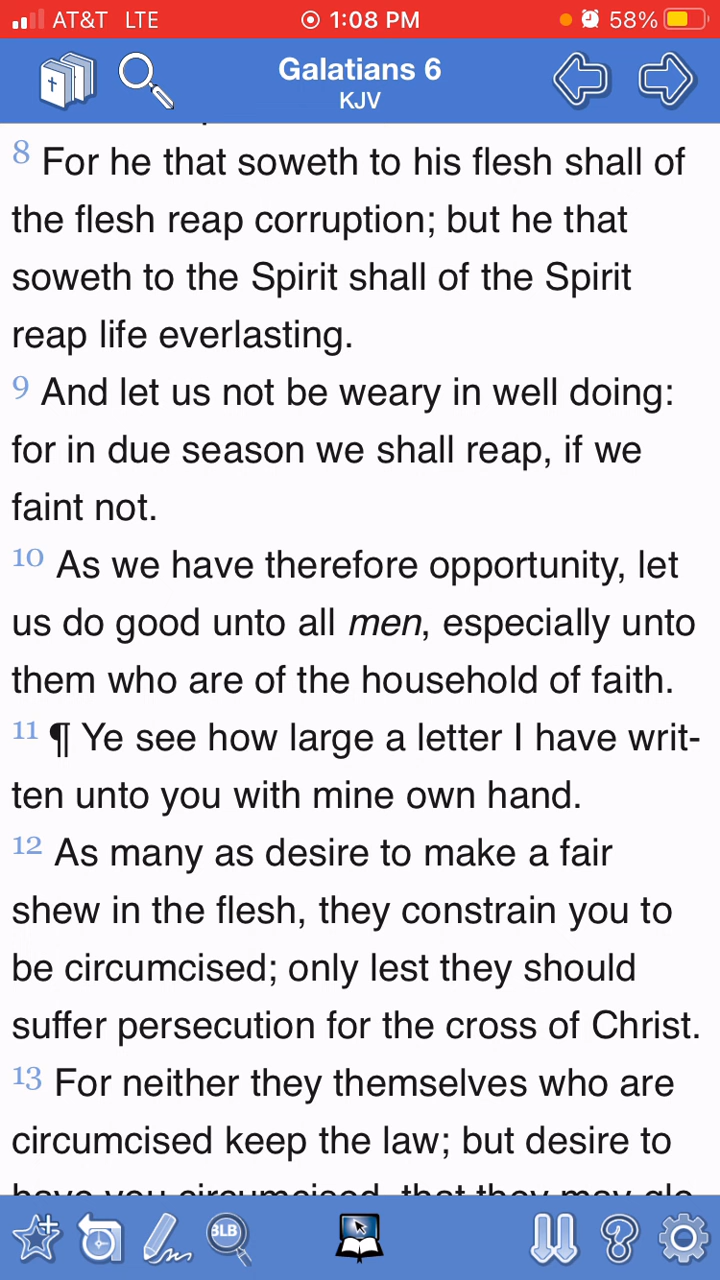 AT&T LTE 1:08 PM 58%
Galatians 6
KJV
8 For he that soweth to his flesh shall of
the flesh reap corruption; but he that
soweth to the Spirit shall of the Spirit
reap life everlasting.
9 And let us not be weary in well doing:
for in due season we shall reap, if we
faint not.
10 As we have therefore opportunity, let
us do good unto all men, especially unto
them who are of the household of faith.
11 ¶ Ye see how large a letter I have writ-
ten unto you with mine own hand.
12 As many as desire to make a fair
shew in the flesh, they constrain you to
be circumcised; only lest they should
suffer persecution for the cross of Christ.
13 For neither they themselves who are
circumcised keep the law; but desire to
have you circumcised, that they may glo-
BLB